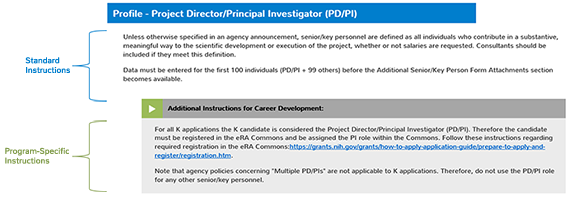 Profile - Project Director/Principal Investigator (PD/PI)
Unless otherwise specified in an agency announcement, senior/key personnel are defined as all individuals who contribute in a substantive,
meaningful way to the scientific development or execution of the project, whether or not salaries are requested. Consultants should be
included if they meet this definition.
Standard
Instructions
Data must be entered for the first 100 individuals (PD/PI + 99 others) before the Additional Senior/Key Person Form Attachments section
becomes available.
Additional Instructions for Career Development:
Program-Specific
Instructions
For all K applications the K candidate is considered the Project Director/Principal Investigator (PD/PI). Therefore the candidate
must be registered in the eRA Commons and be assigned the PI role within the Commons. Follow these instructions regarding
required registration in the eRA Commons:https://grants.nih.gov/grants/how-to-apply-application-guide/prepare-to-apply-and-
register/registration.htm.
Note that agency policies concerning "Multiple PD/PIs" are not applicable to K applications. Therefore, do not use the PD/PI role
for any other senior/key personnel.